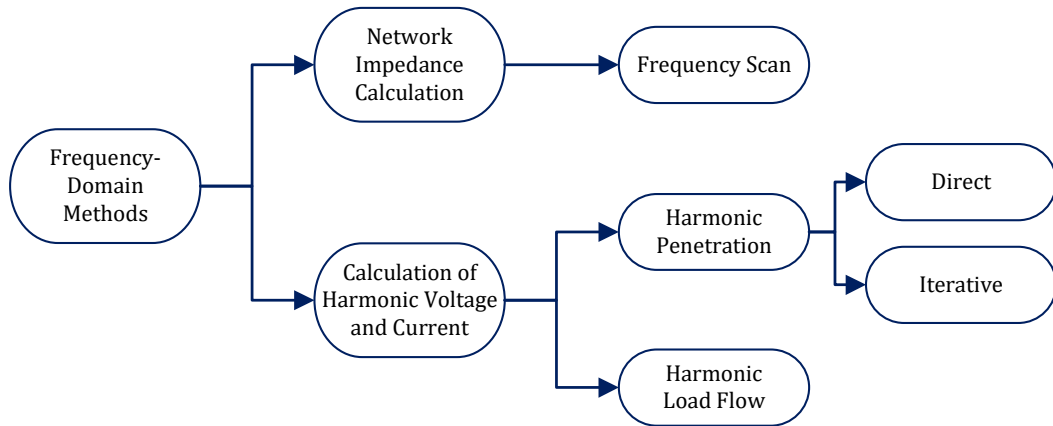 Network
Impedance
Calculation
Frequency Scan
Frequency-
Domain
Methods
Direct
Harmonic
Penetration
Iterative
Calculation of
Harmonic Voltage
and Current
Harmonic
Load Flow